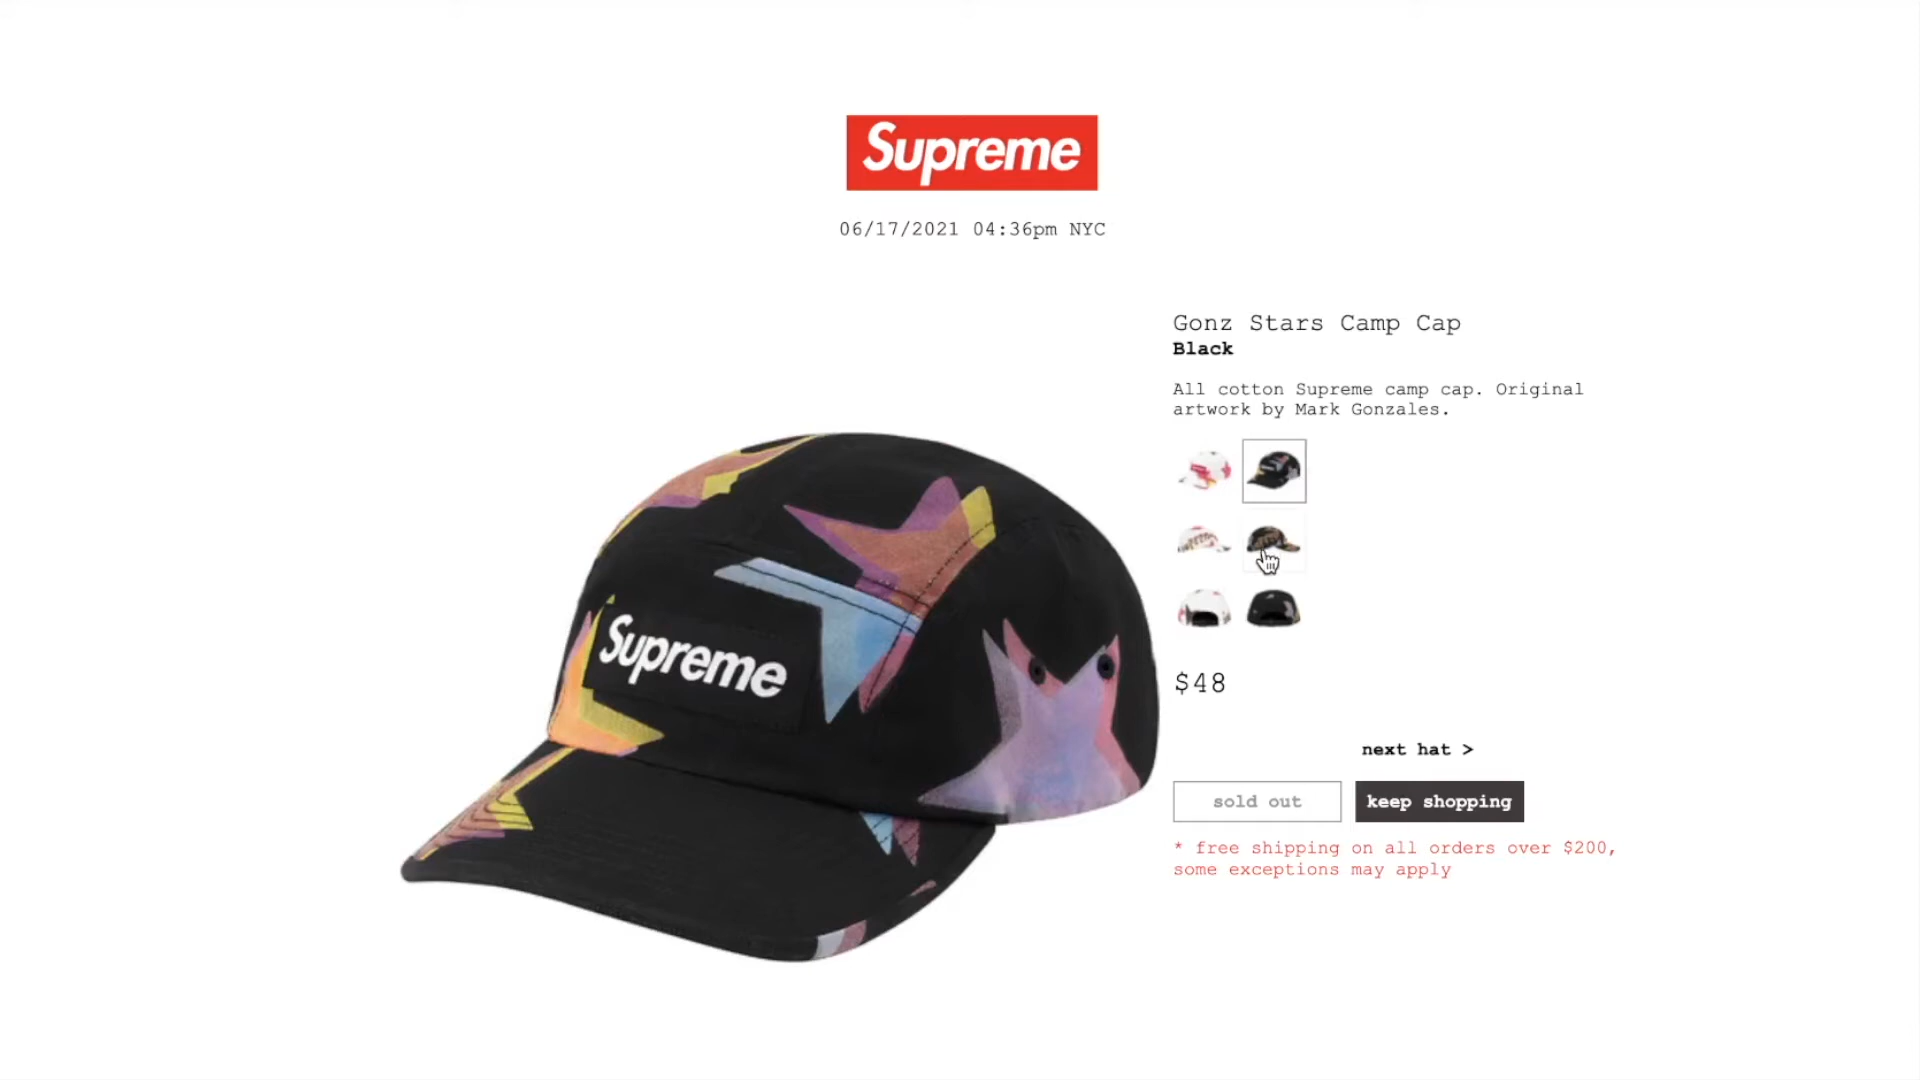 Supreme
06/17/2021 04:36pm NYC
Gonz Stars Camp Cap
Black
All cotton Supreme camp cap. Original
artwork by Mark Gonzales.
Supreme
$48
next hat >
sold out
keep shopping
* free shipping on all orders over $200,
some exceptions may apply